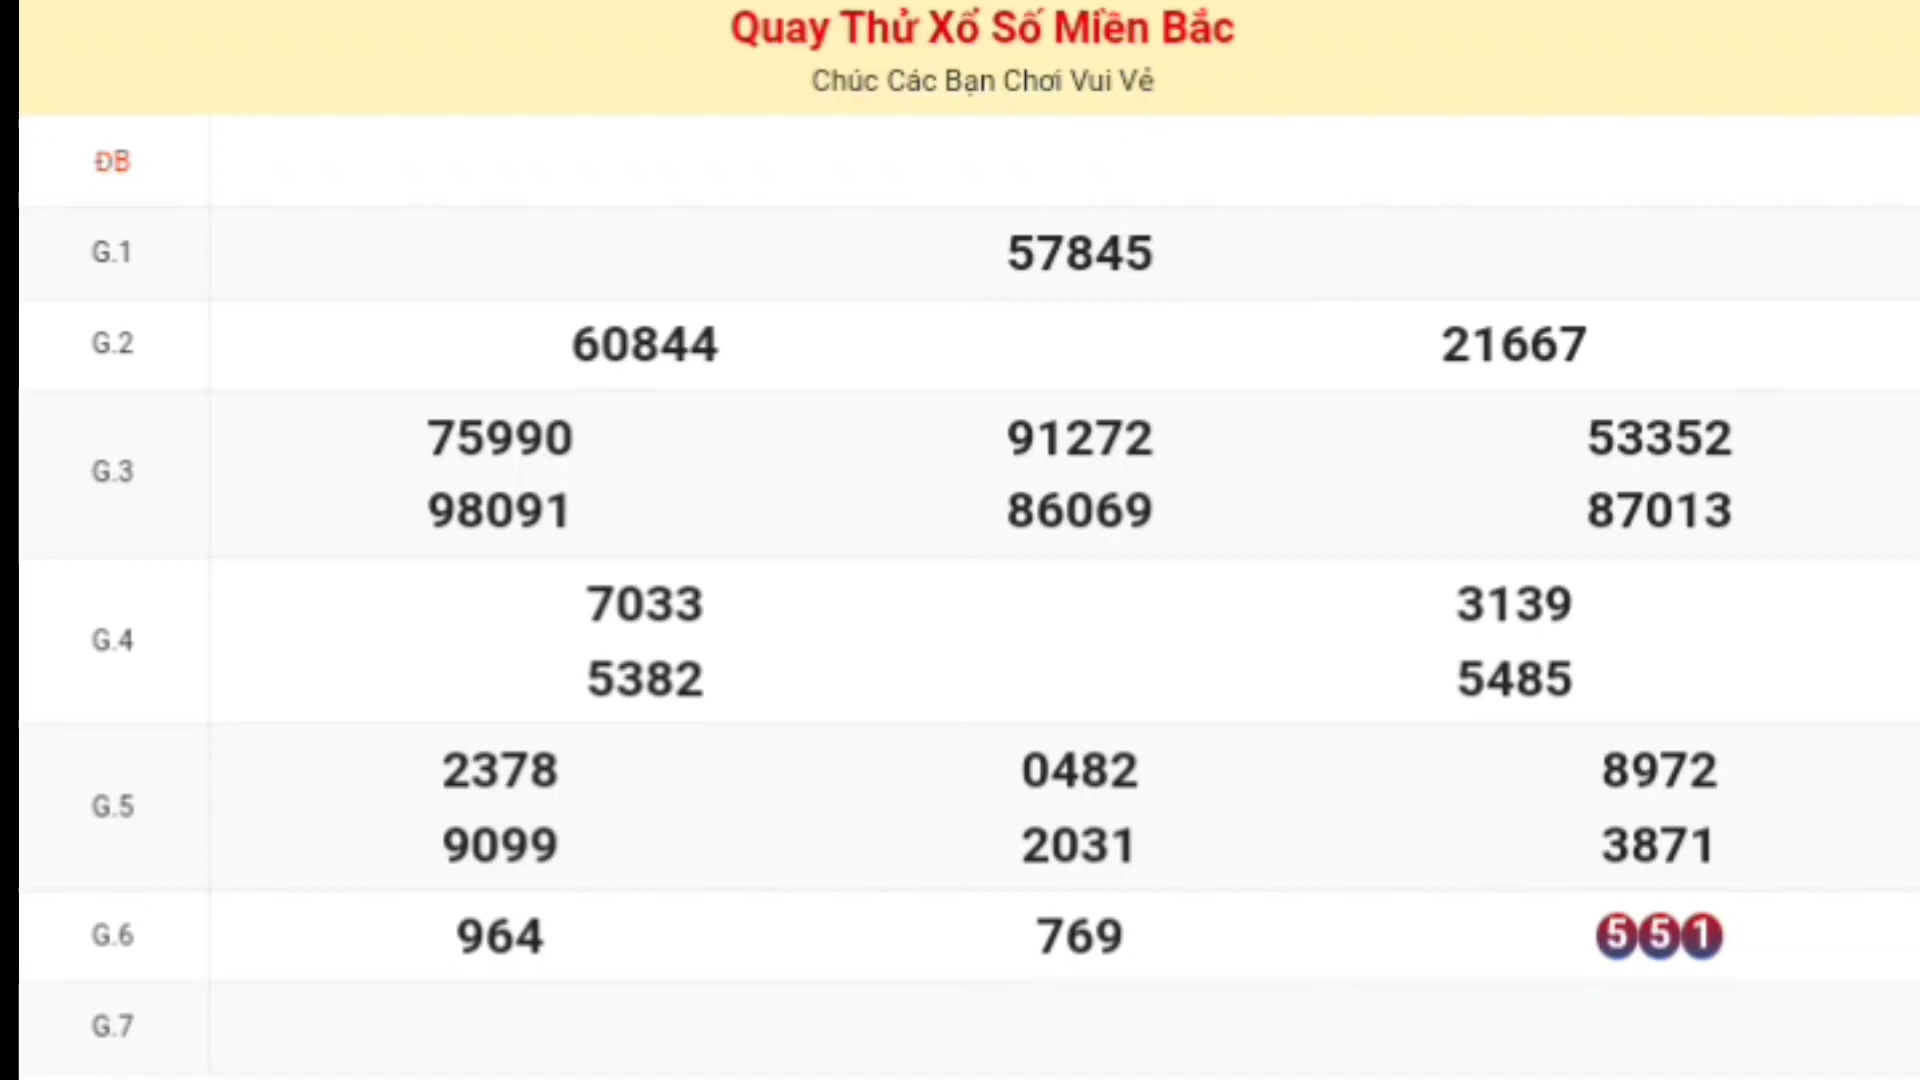 Quay Thử Xổ Số Miền Bắc
Chúc Các Bạn Chơi Vui Vẻ
ĐB
G.1 57845
G.2 60844 21667
G.3 75990 91272 53352
98091 86069 87013
G.4 7033 3139
5382 5485
G.5 2378 0482 8972
9099 2031 3871
G.6 964 769 551
G.7